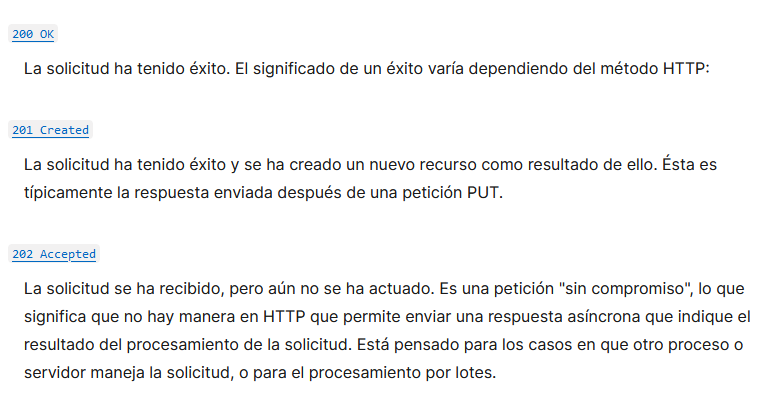 200 OK
La solicitud ha tenido éxito. El significado de un éxito varía dependiendo del método HTTP:
201 Created
La solicitud ha tenido éxito y se ha creado un nuevo recurso como resultado de ello. Ésta es
típicamente la respuesta enviada después de una petición PUT.
202 Accepted
La solicitud se ha recibido, pero aún no se ha actuado. Es una petición "sin compromiso", lo que
significa que no hay manera en HTTP que permite enviar una respuesta asíncrona que indique el
resultado del procesamiento de la solicitud. Está pensado para los casos en que otro proceso o
servidor maneja la solicitud, o para el procesamiento por lotes.